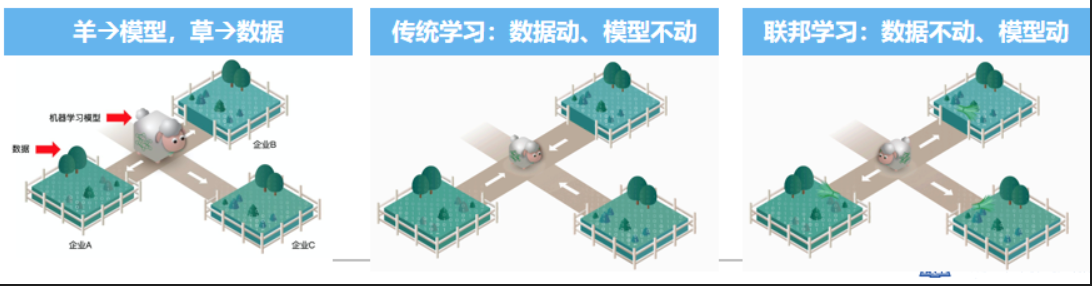 羊→模型，草→数据
传统学习：数据动、模型不动
联邦学习：数据不动、模型动
机器学习模型
数据
企业B
企业A
企业C